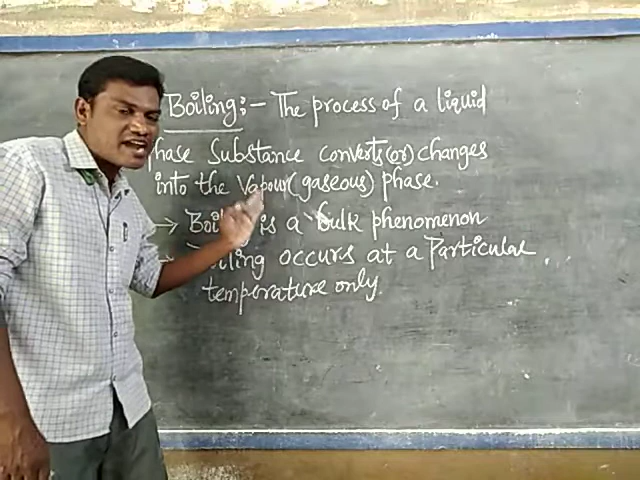 Boiling:- The process of a liquid
phase Substance converts (or) changes
into the Vapour (gaseous) phase.
→ is a bulk phenomenon
occurs at a Particular
temperature only.